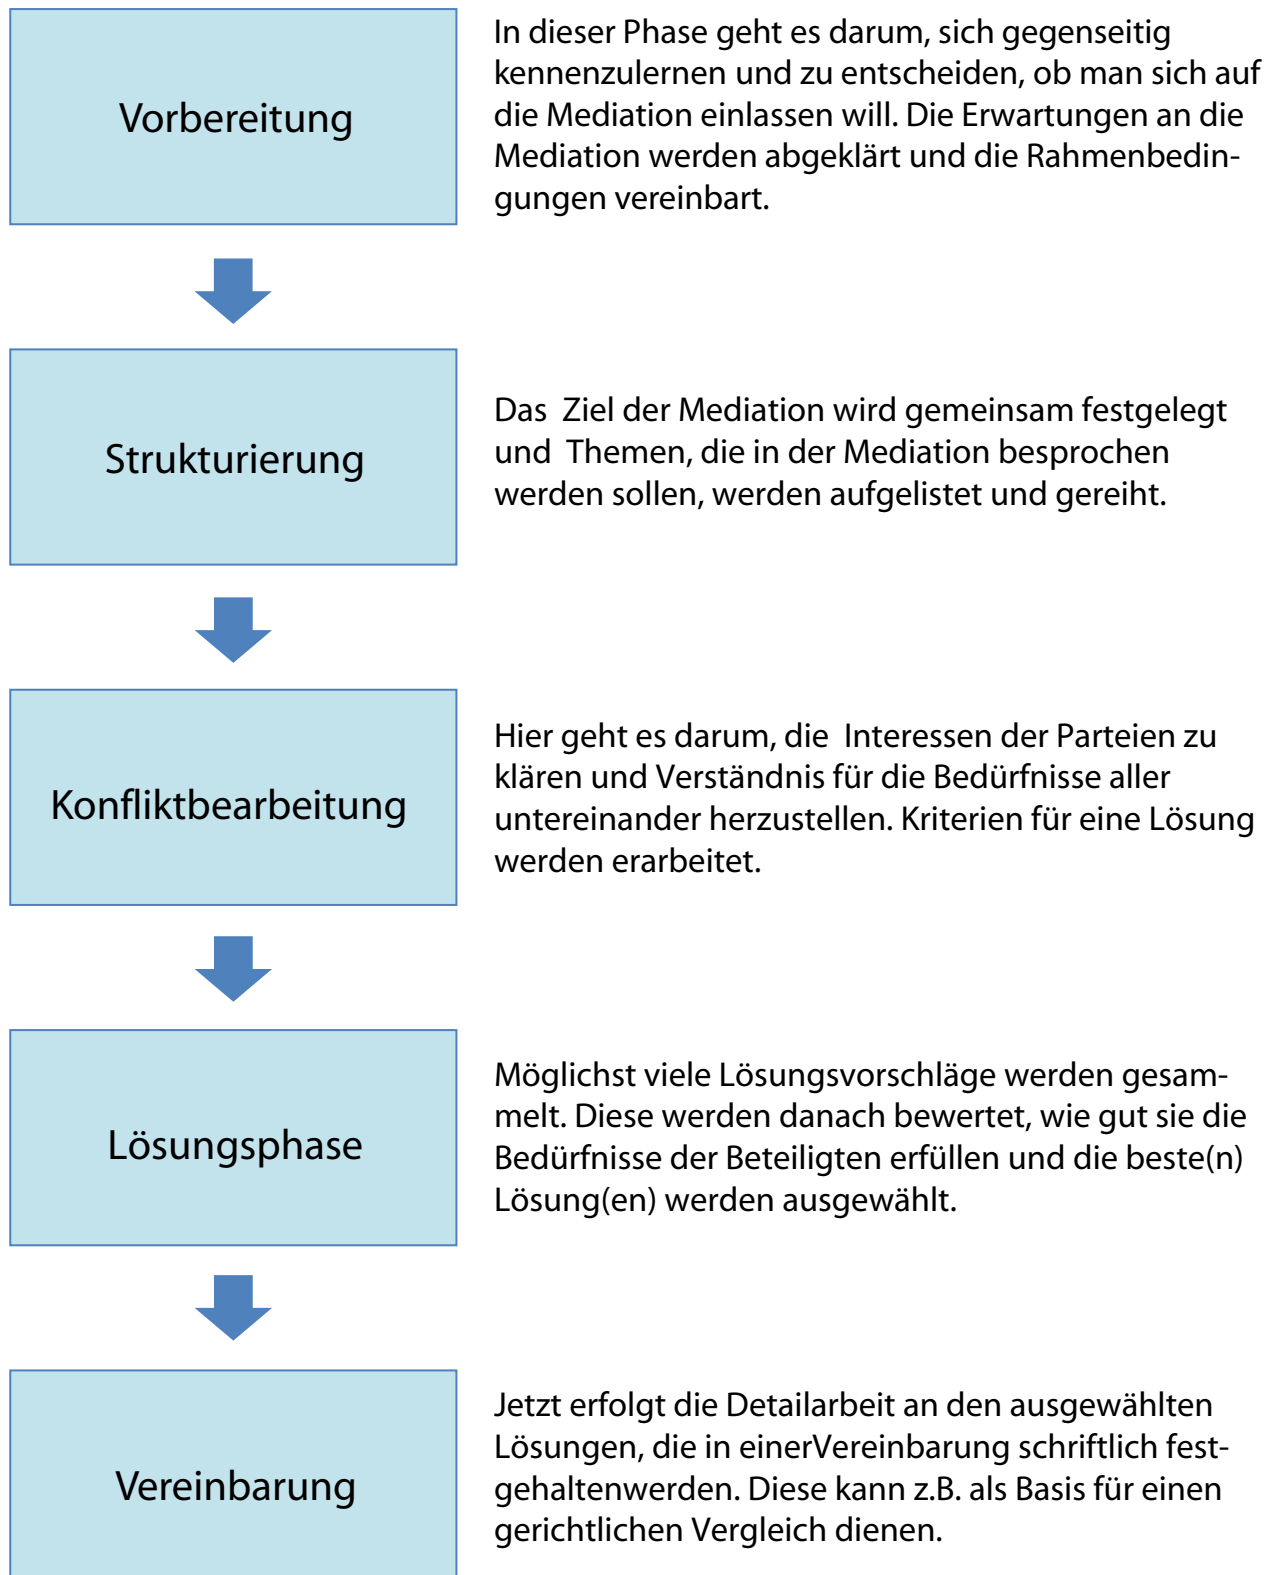 Vorbereitung
In dieser Phase geht es darum, sich gegenseitig
kennenzulernen und zu entscheiden, ob man sich auf
die Mediation einlassen will. Die Erwartungen an die
Mediation werden abgeklärt und die Rahmenbedin-
gungen vereinbart.
Strukturierung
Das  Ziel der Mediation wird gemeinsam festgelegt
und  Themen, die in der Mediation besprochen
werden sollen, werden aufgelistet und gereiht.
Konfliktbearbeitung
Hier geht es darum, die  Interessen der Parteien zu
klären und Verständnis für die Bedürfnisse aller
untereinander herzustellen. Kriterien für eine Lösung
werden erarbeitet.
Lösungsphase
Möglichst viele Lösungsvorschläge werden gesam-
melt. Diese werden danach bewertet, wie gut sie die
Bedürfnisse der Beteiligten erfüllen und die beste(n)
Lösung(en) werden ausgewählt.
Vereinbarung
Jetzt erfolgt die Detailarbeit an den ausgewählten
Lösungen, die in einerVereinbarung schriftlich fest-
gehaltenwerden. Diese kann z.B. als Basis für einen
gerichtlichen Vergleich dienen.